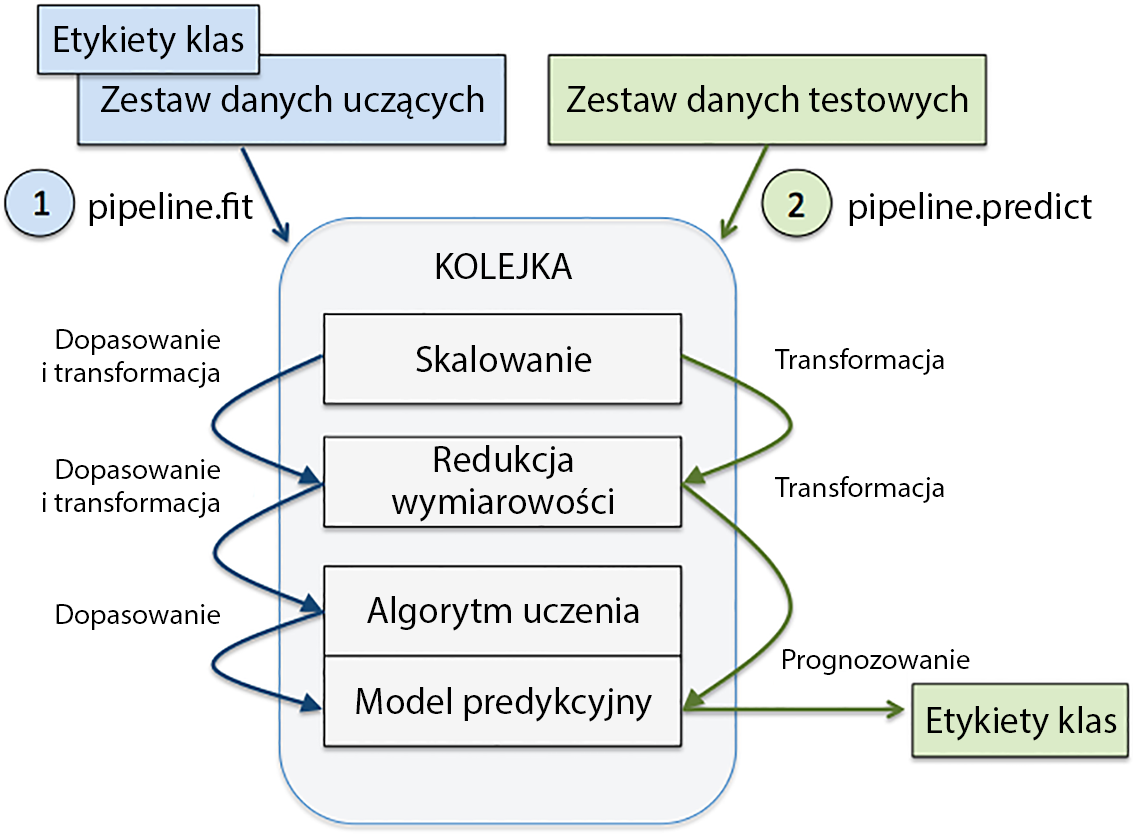 Etykiety klas
Zestaw danych uczących
Zestaw danych testowych
1
pipeline.fit
2
pipeline.predict
KOLEJKA
Dopasowanie
i transformacja
Skalowanie
Transformacja
Dopasowanie
i transformacja
Redukcja
wymiarowości
Transformacja
Dopasowanie
Algorytm uczenia
Prognozowanie
Model predykcyjny
Etykiety klas